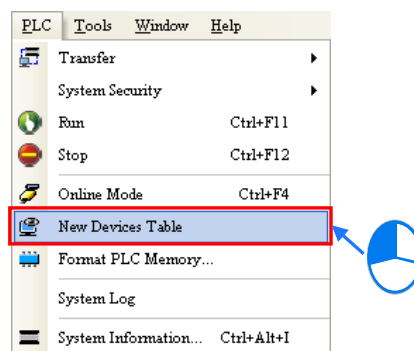 PLC Tools Window Help
Transfer
System Security
Run Ctrl+F11
Stop Ctrl+F12
Online Mode Ctrl+F4
New Devices Table
Format PLC Memory...
System Log
System Information... Ctrl+Alt+I